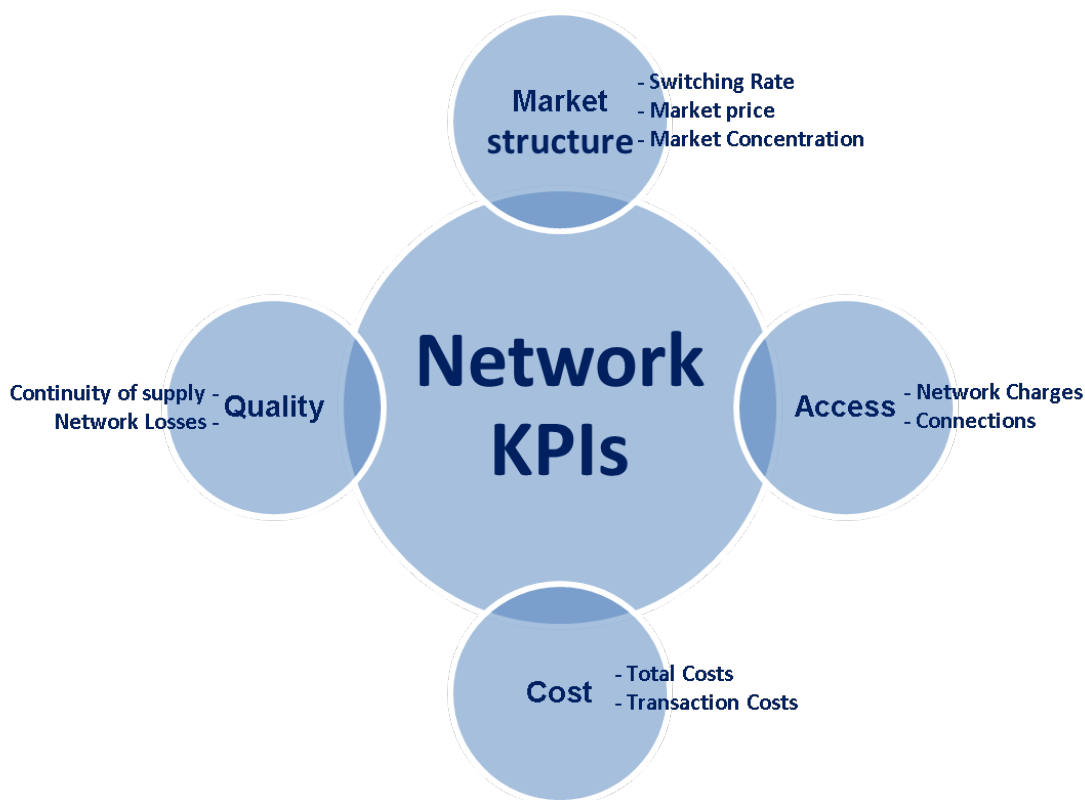 Market
structure
- Switching Rate
- Market price
- Market Concentration
Network
KPIs
Continuity of supply -
Network Losses -
Quality
Access
- Network Charges
- Connections
Cost
- Total Costs
- Transaction Costs